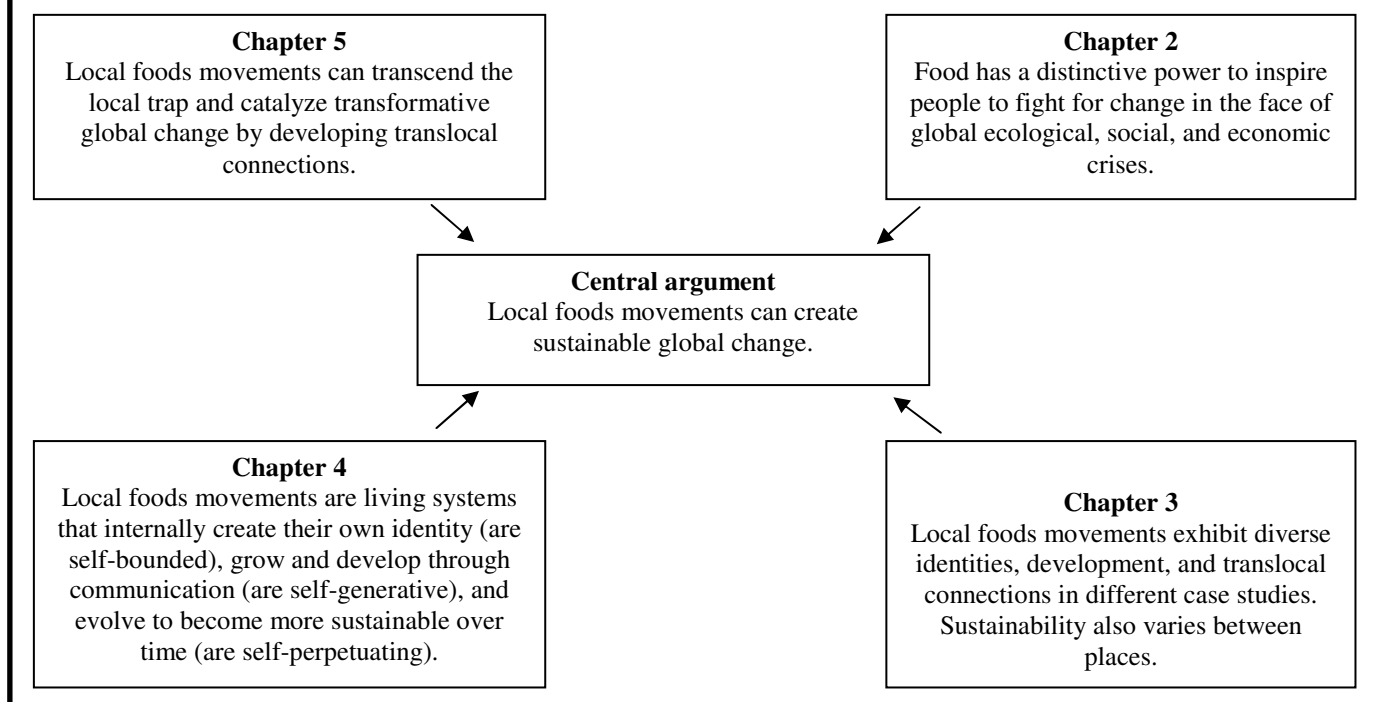 Chapter 5
Local foods movements can transcend the
local trap and catalyze transformative
global change by developing translocal
connections.
Chapter 2
Food has a distinctive power to inspire
people to fight for change in the face of
global ecological, social, and economic
crises.
Central argument
Local foods movements can create
sustainable global change.
Chapter 4
Local foods movements are living systems
that internally create their own identity (are
self-bounded), grow and develop through
communication (are self-generative), and
evolve to become more sustainable over
time (are self-perpetuating).
Chapter 3
Local foods movements exhibit diverse
identities, development, and translocal
connections in different case studies.
Sustainability also varies between
places.